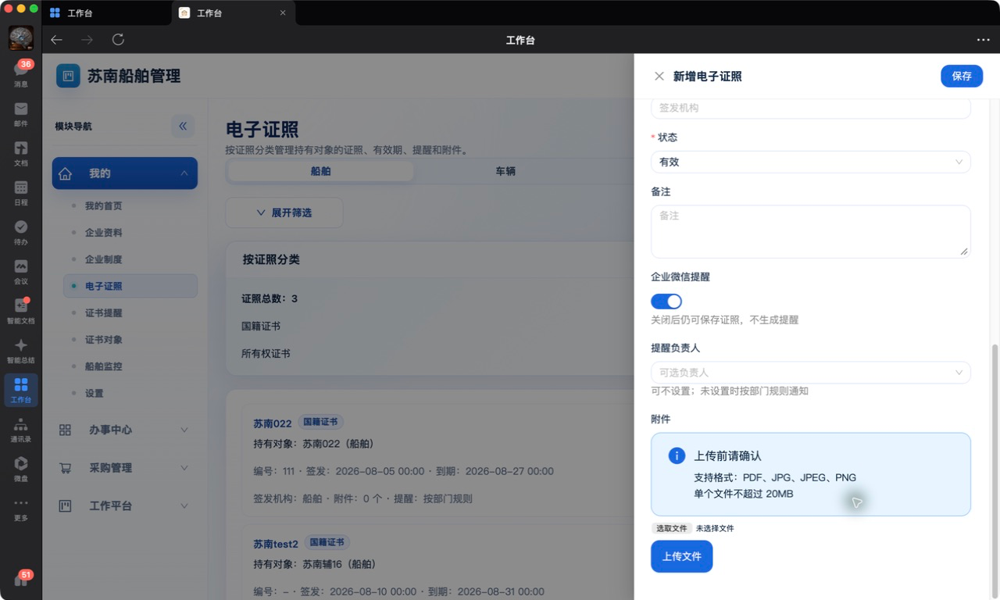 工作台
工作台
工作台
36
消息
邮件
文档
日程
待办
会议
智能文档
智能总结
工作台
通讯录
微盘
更多
51
苏南船舶管理
模块导航
我的
我的首页
企业资料
企业制度
电子证照
证书提醒
证书对象
船舶监控
设置
办事中心
采购管理
工作平台
电子证照
按证照分类管理持有对象的证照、有效期、提醒和附件。
船舶
车辆
展开筛选
按证照分类
证照总数：3
国籍证书
所有权证书
苏南022 国籍证书
持有对象：苏南022（船舶）
编号：111 · 签发：2026-08-05 00:00 · 到期：2026-08-27 00:00
签发机构：船舶 · 附件：0 个 · 提醒：按部门规则
苏南test2 国籍证书
持有对象：苏南辅16（船舶）
编号：– · 签发：2026-08-10 00:00 · 到期：2026-08-31 00:00
新增电子证照
保存
签发机构
* 状态
有效
备注
备注
企业微信提醒
关闭后仍可保存证照，不生成提醒
提醒负责人
可选负责人
可不设置；未设置时按部门规则通知
附件
上传前请确认
支持格式：PDF、JPG、JPEG、PNG
单个文件不超过 20MB
选取文件 未选择文件
上传文件